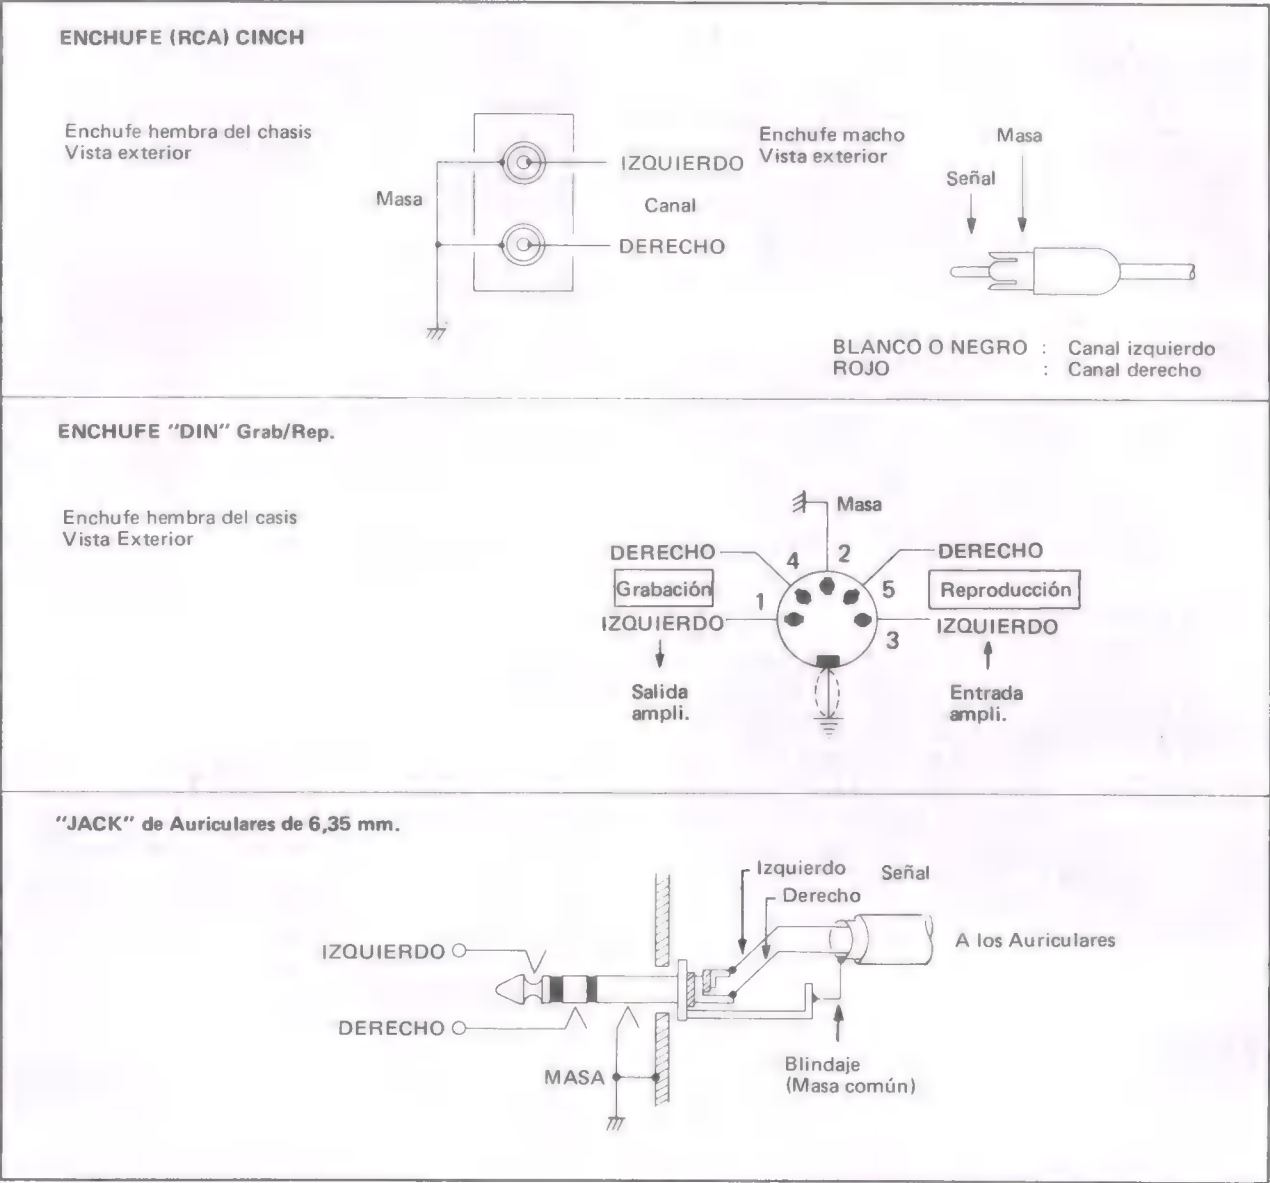 ENCHUFE (RCA) CINCH
Enchufe hembra del chasis
Vista exterior
Masa
IZQUIERDO
Canal
DERECHO
Enchufe macho
Vista exterior
Masa
Señal
BLANCO O NEGRO : Canal izquierdo
ROJO : Canal derecho
ENCHUFE "DIN" Grab/Rep.
Enchufe hembra del casis
Vista Exterior
Masa
DERECHO
4
2
DERECHO
Grabación
1
5
Reproducción
IZQUIERDO
3
IZQUIERDO
Salida
ampli.
Entrada
ampli.
"JACK" de Auriculares de 6,35 mm.
Izquierdo
Señal
Derecho
A los Auriculares
IZQUIERDO
DERECHO
MASA
Blindaje
(Masa común)